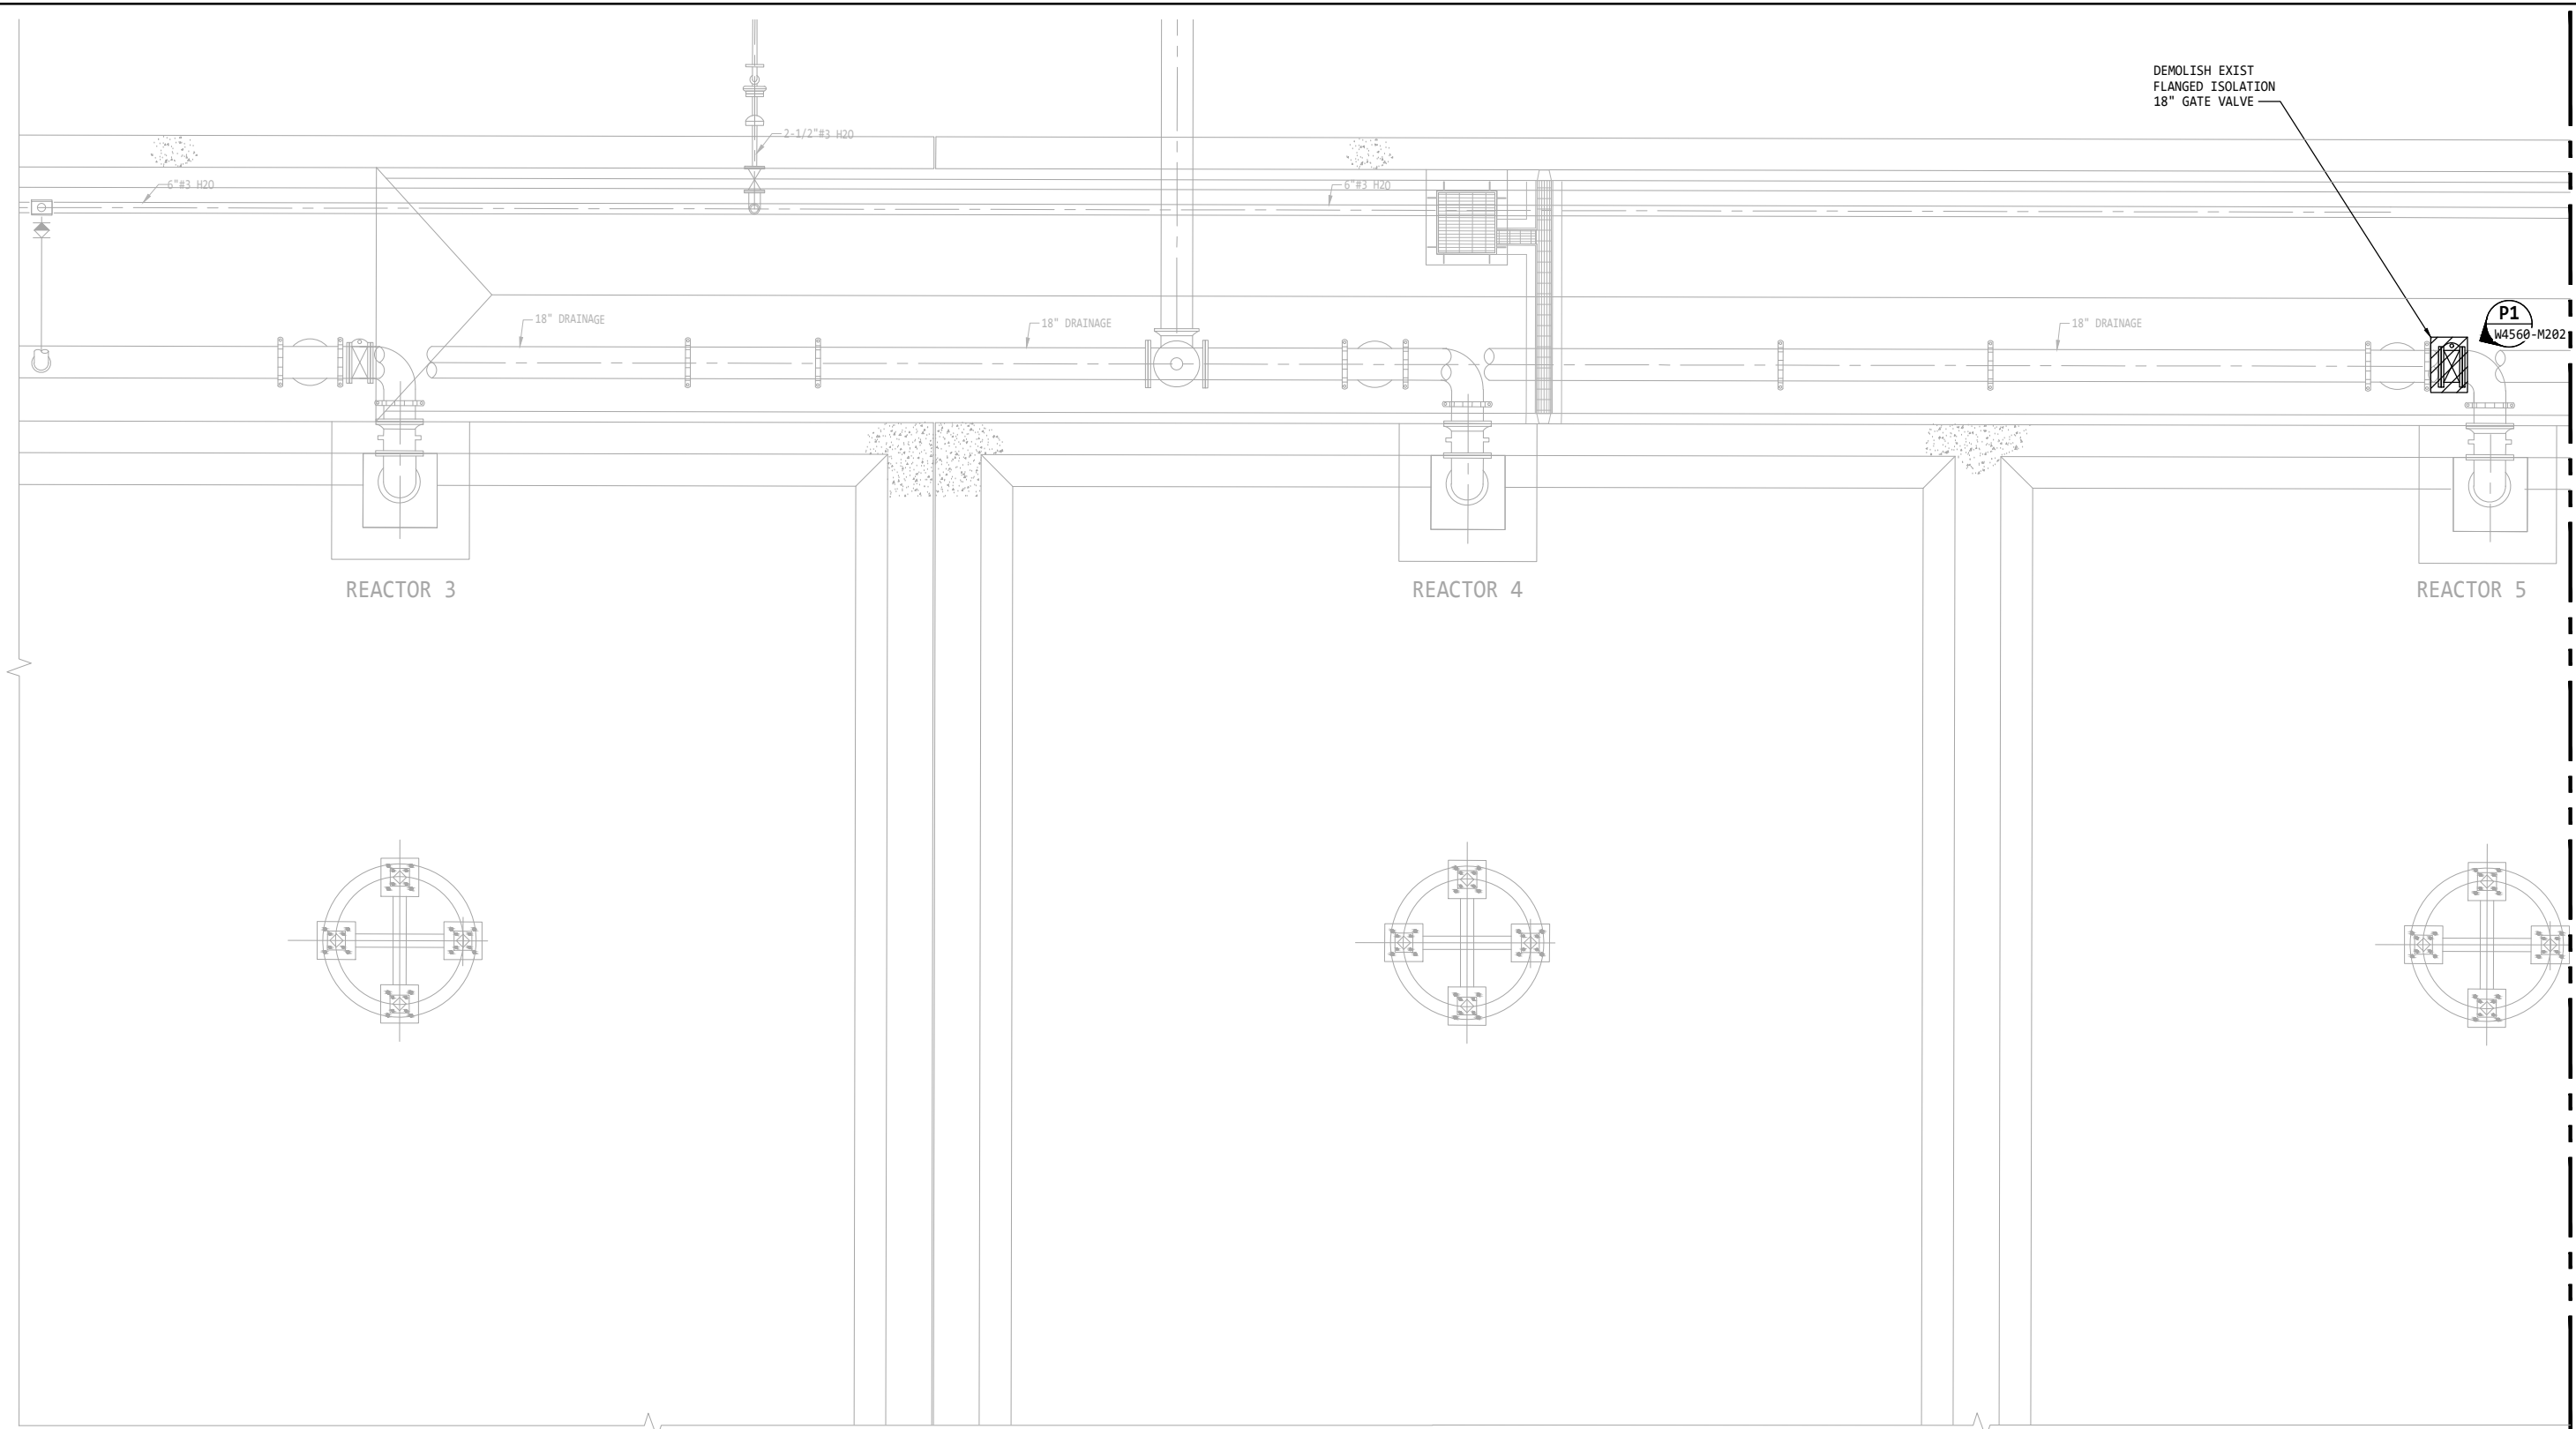 DEMOLISH EXIST
FLANGED ISOLATION
18" GATE VALVE
2-1/2"#3 H2O
6"#3 H2O
6"#3 H2O
P1
W4560-M202
18" DRAINAGE
18" DRAINAGE
18" DRAINAGE
REACTOR 3
REACTOR 4
REACTOR 5